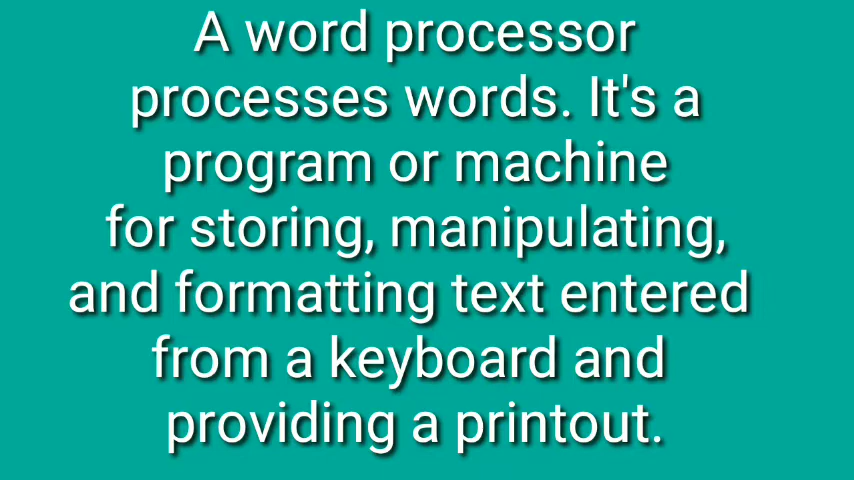 A word processor
processes words. It's a
program or machine
for storing, manipulating,
and formatting text entered
from a keyboard and
providing a printout.